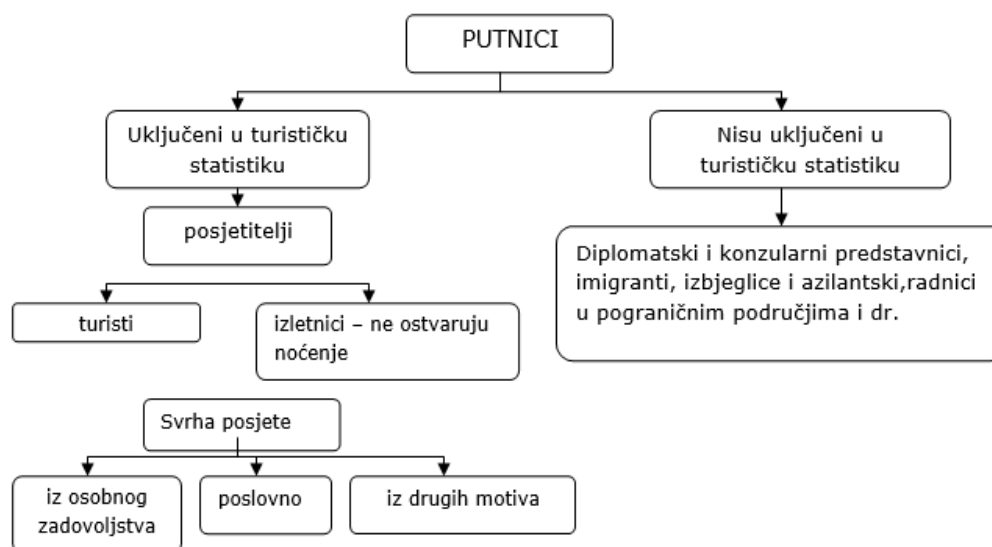 PUTNICI
Uključeni u turističku
statistiku
Nisu uključeni u
turističku statistiku
posjetitelji
Diplomatski i konzularni predstavnici,
imigranti, izbjeglice i azilantski,radnici
u pograničnim područjima i dr.
turisti
izletnici – ne ostvaruju
noćenje
Svrha posjete
iz osobnog
zadovoljstva
poslovno
iz drugih motiva